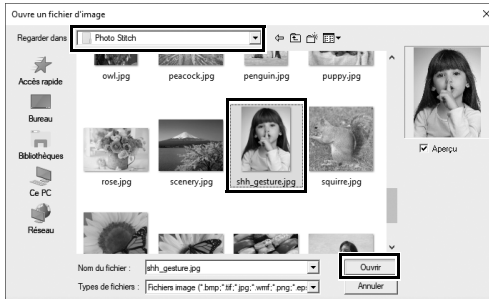 Ouvre un fichier d'image
Regarder dans
Photo Stitch
Accès rapide
Bureau
Bibliothèques
Ce PC
Réseau
owl.jpg
peacock.jpg
penguin.jpg
puppy.jpg
rose.jpg
scenery.jpg
shh_gesture.jpg
squirre.jpg
Aperçu
Nom du fichier :
shh_gesture.jpg
Ouvrir
Types de fichiers :
Fichiers image (*.bmp;*.tif;*.jpg;*.wmf;*.png;*.ep:
Annuler